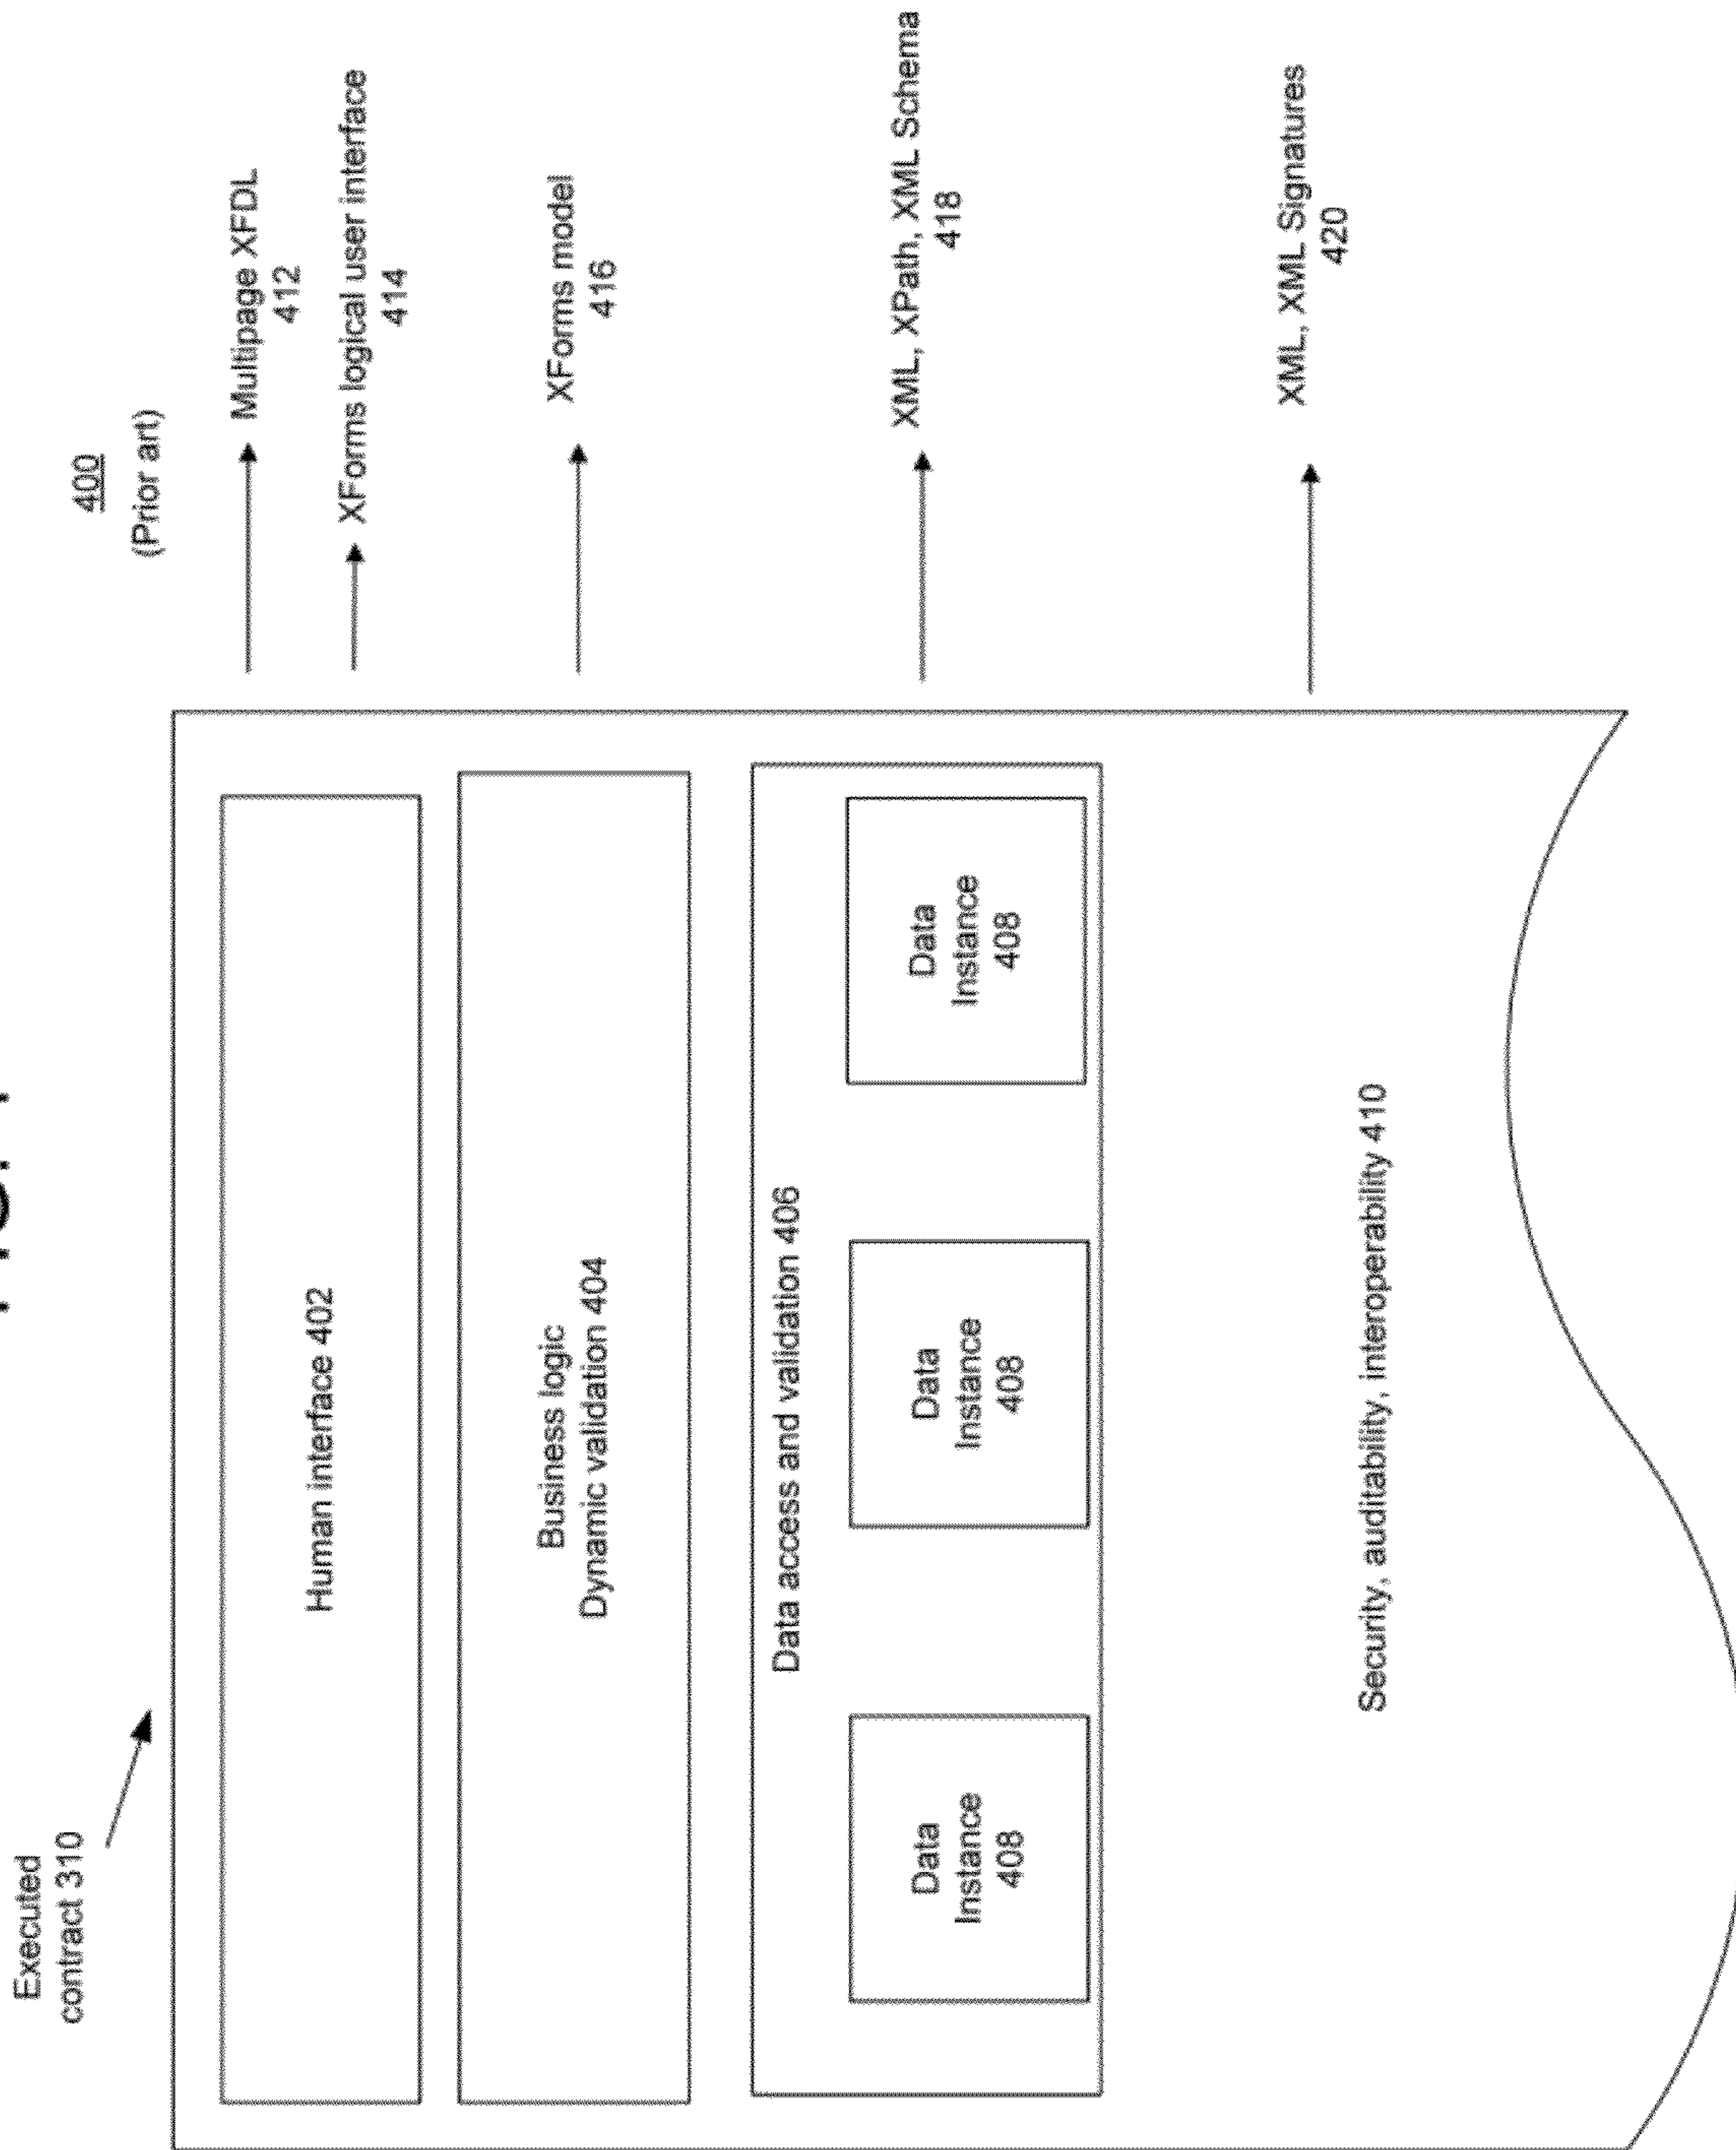 400
(Prior art)
Executed
contract 310
Human interface 402
Multipage XFDL
412
XForms logical user interface
414
Business logic
Dynamic validation 404
XForms model
416
Data access and validation 406
Data
Instance
408
Data
Instance
408
Data
Instance
408
XML, XPath, XML Schema
418
Security, auditability, interoperability 410
XML, XML Signatures
420